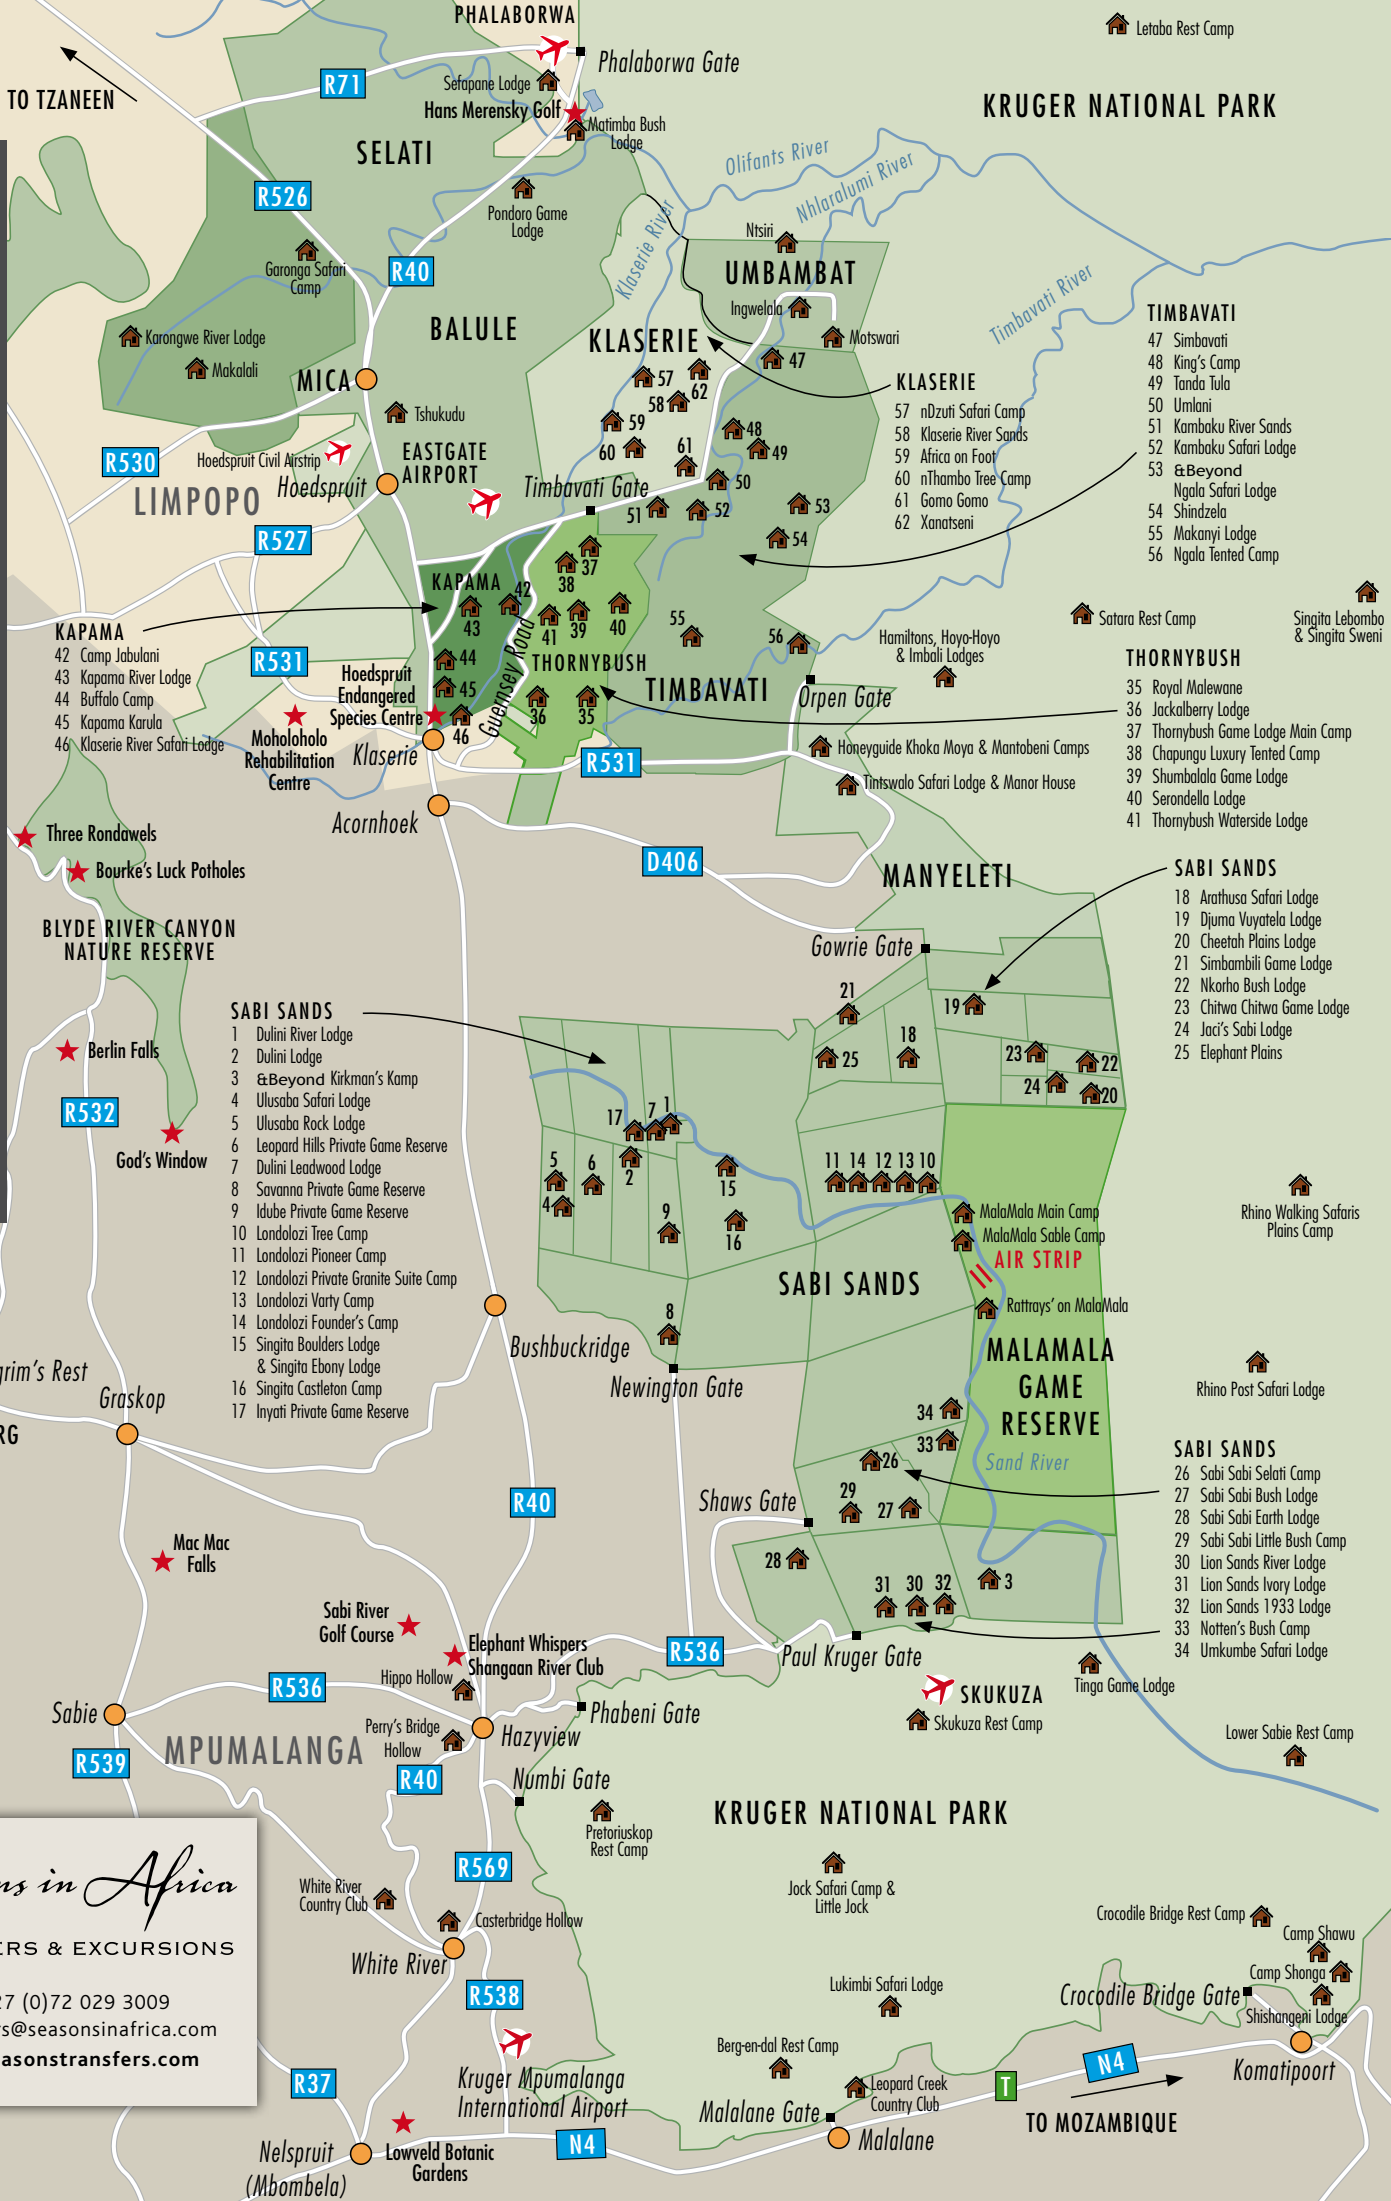 PHALABORWA
Letaba Rest Camp
Phalaborwa Gate
R71
Sefapane Lodge
TO TZANEEN
Hans Merensky Golf
KRUGER NATIONAL PARK
Matimba Bush
Lodge
SELATI
Olifants River
Nhlaralumi River
R526
Pondoro Game
Lodge
Klaserie River
Ntsiri
Garonga Safari
Camp
R40
UMBAMBAT
Timbavati River
Ingwelala
BALULE
KLASERIE
Motswari
Karongwe River Lodge
Makalali
MICA
47
57
62
58
Tshukudu
59
48
60
61
49
EASTGATE
AIRPORT
R530
Hoedspruit Civil Airstrip
Hoedspruit
LIMPOPO
Timbavati Gate
50
51
52
53
54
R527
KLASERIE
57 nDzuti Safari Camp
58 Klaserie River Sands
59 Africa on Foot
60 nThambo Tree Camp
61 Gomo Gomo
62 Xanatseni
TIMBAVATI
47 Simbavati
48 King's Camp
49 Tanda Tula
50 Umlani
51 Kambaku River Sands
52 Kambaku Safari Lodge
53 &Beyond
Ngala Safari Lodge
54 Shindzela
55 Makanyi Lodge
56 Ngala Tented Camp
KAPAMA
37
38
42
43
41
39
40
55
56
44
45
46
36
35
THORNYBUSH
Guernsey Road
TIMBAVATI
Orpen Gate
Hamiltons, Hoyo-Hoyo
& Imbali Lodges
Satara Rest Camp
Singita Lebombo
& Singita Sweni
KAPAMA
42 Camp Jabulani
43 Kapama River Lodge
44 Buffalo Camp
45 Kapama Karula
46 Klaserie River Safari Lodge
R531
Hoedspruit
Endangered
Species Centre
Moholoholo
Rehabilitation
Centre
Klaserie
R531
Honeyguide Khoka Moya & Mantobeni Camps
Tintswalo Safari Lodge & Manor House
THORNYBUSH
35 Royal Malewane
36 Jackalberry Lodge
37 Thornybush Game Lodge Main Camp
38 Chapungu Luxury Tented Camp
39 Shumbalala Game Lodge
40 Serondella Lodge
41 Thornybush Waterside Lodge
Acornhoek
Three Rondawels
Bourke's Luck Potholes
D406
MANYELETI
BLYDE RIVER CANYON
NATURE RESERVE
Gowrie Gate
SABI SANDS
18 Arathusa Safari Lodge
19 Djuma Vuyatela Lodge
20 Cheetah Plains Lodge
21 Simbambili Game Lodge
22 Nkorho Bush Lodge
23 Chitwa Chitwa Game Lodge
24 Jaci's Sabi Lodge
25 Elephant Plains
21
19
18
25
23
22
24
20
Berlin Falls
R532
God's Window
SABI SANDS
1 Dulini River Lodge
2 Dulini Lodge
3 &Beyond Kirkman's Kamp
4 Ulusaba Safari Lodge
5 Ulusaba Rock Lodge
6 Leopard Hills Private Game Reserve
7 Dulini Leadwood Lodge
8 Savanna Private Game Reserve
9 Idube Private Game Reserve
10 Londolozi Tree Camp
11 Londolozi Pioneer Camp
12 Londolozi Private Granite Suite Camp
13 Londolozi Varty Camp
14 Londolozi Founder's Camp
15 Singita Boulders Lodge
& Singita Ebony Lodge
16 Singita Castleton Camp
17 Inyati Private Game Reserve
17
7
1
5
6
2
4
15
9
16
8
11 14 12 13 10
MalaMala Main Camp
MalaMala Sable Camp
AIR STRIP
Rattrays' on MalaMala
Rhino Walking Safaris
Plains Camp
SABI SANDS
MALAMALA
GAME
RESERVE
Bushbuckridge
Newington Gate
Rhino Post Safari Lodge
grim's Rest
Graskop
RG
34
33
26
Sand River
29
27
R40
Shaws Gate
28
31 30 32
3
SABI SANDS
26 Sabi Sabi Selati Camp
27 Sabi Sabi Bush Lodge
28 Sabi Sabi Earth Lodge
29 Sabi Sabi Little Bush Camp
30 Lion Sands River Lodge
31 Lion Sands Ivory Lodge
32 Lion Sands 1933 Lodge
33 Notten's Bush Camp
34 Umkumbe Safari Lodge
Mac Mac
Falls
Sabi River
Golf Course
Elephant Whispers
Shangaan River Club
R536
Paul Kruger Gate
Hippo Hollow
R536
Tinga Game Lodge
SKUKUZA
Skukuza Rest Camp
Sabie
Phabeni Gate
Perry's Bridge
Hollow
Hazyview
Lower Sabie Rest Camp
MPUMALANGA
R539
R40
Numbi Gate
Pretoriuskop
Rest Camp
KRUGER NATIONAL PARK
R569
Jock Safari Camp &
Little Jock
White River
Country Club
Casterbridge Hollow
Crocodile Bridge Rest Camp
Camp Shawu
Camp Shonga
White River
Lukimbi Safari Lodge
Crocodile Bridge Gate
Shishangeni Lodge
R538
ns in Africa
ERS & EXCURSIONS
27 (0)72 029 3009
rs@seasonsinafrica.com
asonstransfers.com
Berg-en-dal Rest Camp
Komatipoort
N4
R37
Kruger Mpumalanga
International Airport
Leopard Creek
Country Club
T
Malalane Gate
TO MOZAMBIQUE
N4
Malalane
Nelspruit
(Mbombela)
Lowveld Botanic
Gardens